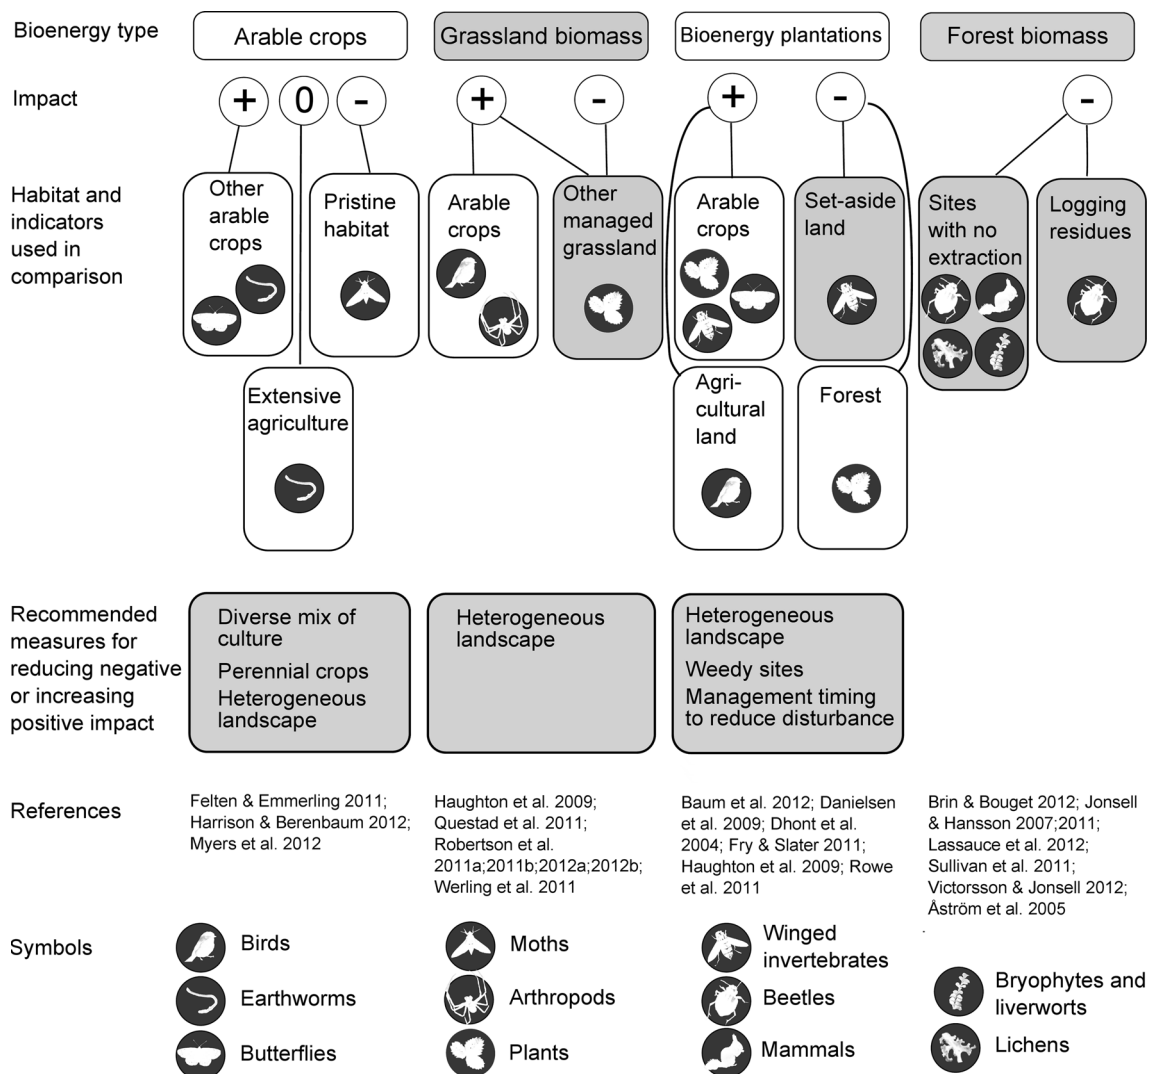 Bioenergy type
Arable crops
Grassland biomass
Bioenergy plantations
Forest biomass
Impact
+
0
-
+
-
+
-
-
Habitat and
indicators
used in
comparison
Other
arable
crops
Pristine
habitat
Arable
crops
Other
managed
grassland
Arable
crops
Set-aside
land
Sites
with no
extraction
Logging
residues
Extensive
agriculture
Agri-
cultural
land
Forest
Recommended
measures for
reducing negative
or increasing
positive impact
Diverse mix of
culture
Perennial crops
Heterogeneous
landscape
Heterogeneous
landscape
Heterogeneous
landscape
Weedy sites
Management timing
to reduce disturbance
References
Felten & Emmerling 2011;
Harrison & Berenbaum 2012;
Myers et al. 2012
Haughton et al. 2009;
Questad et al. 2011;
Robertson et al.
2011a;2011b;2012a;2012b;
Werling et al. 2011
Baum et al. 2012; Danielsen
et al. 2009; Dhont et al.
2004; Fry & Slater 2011;
Haughton et al. 2009; Rowe
et al. 2011
Brin & Bouget 2012; Jonsell
& Hansson 2007;2011;
Lassauce et al. 2012;
Sullivan et al. 2011;
Victorsson & Jonsell 2012;
Åström et al. 2005
Symbols
Birds
Earthworms
Butterflies
Moths
Arthropods
Plants
Winged
invertebrates
Beetles
Mammals
Bryophytes and
liverworts
Lichens